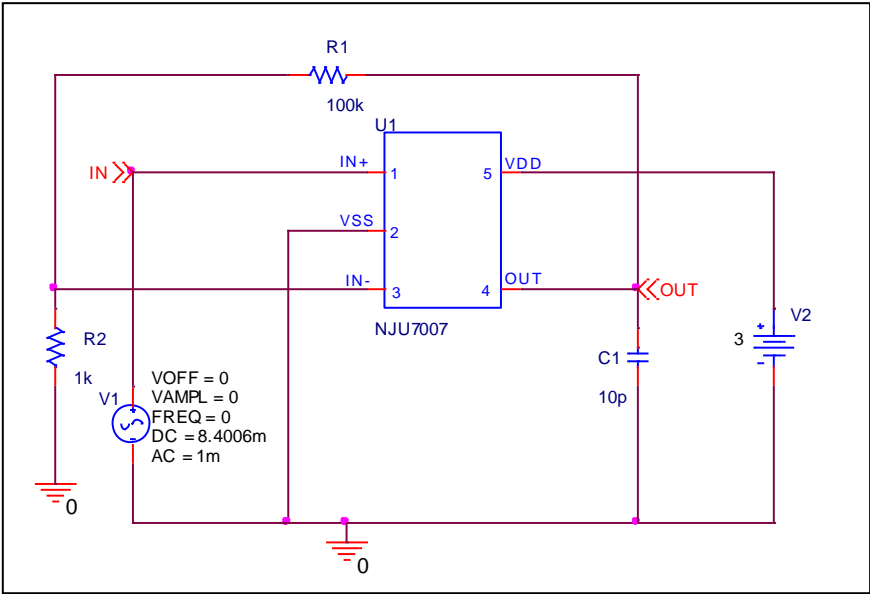 R1
100k
U1
IN
IN+
1
5
VDD
VSS
2
IN-
3
4
OUT
OUT
NJU7007
R2
1k
C1
10p
V2
3
+
-
V1
+
-
VOFF = 0
VAMPL = 0
FREQ = 0
DC = 8.4006m
AC = 1m
0
0